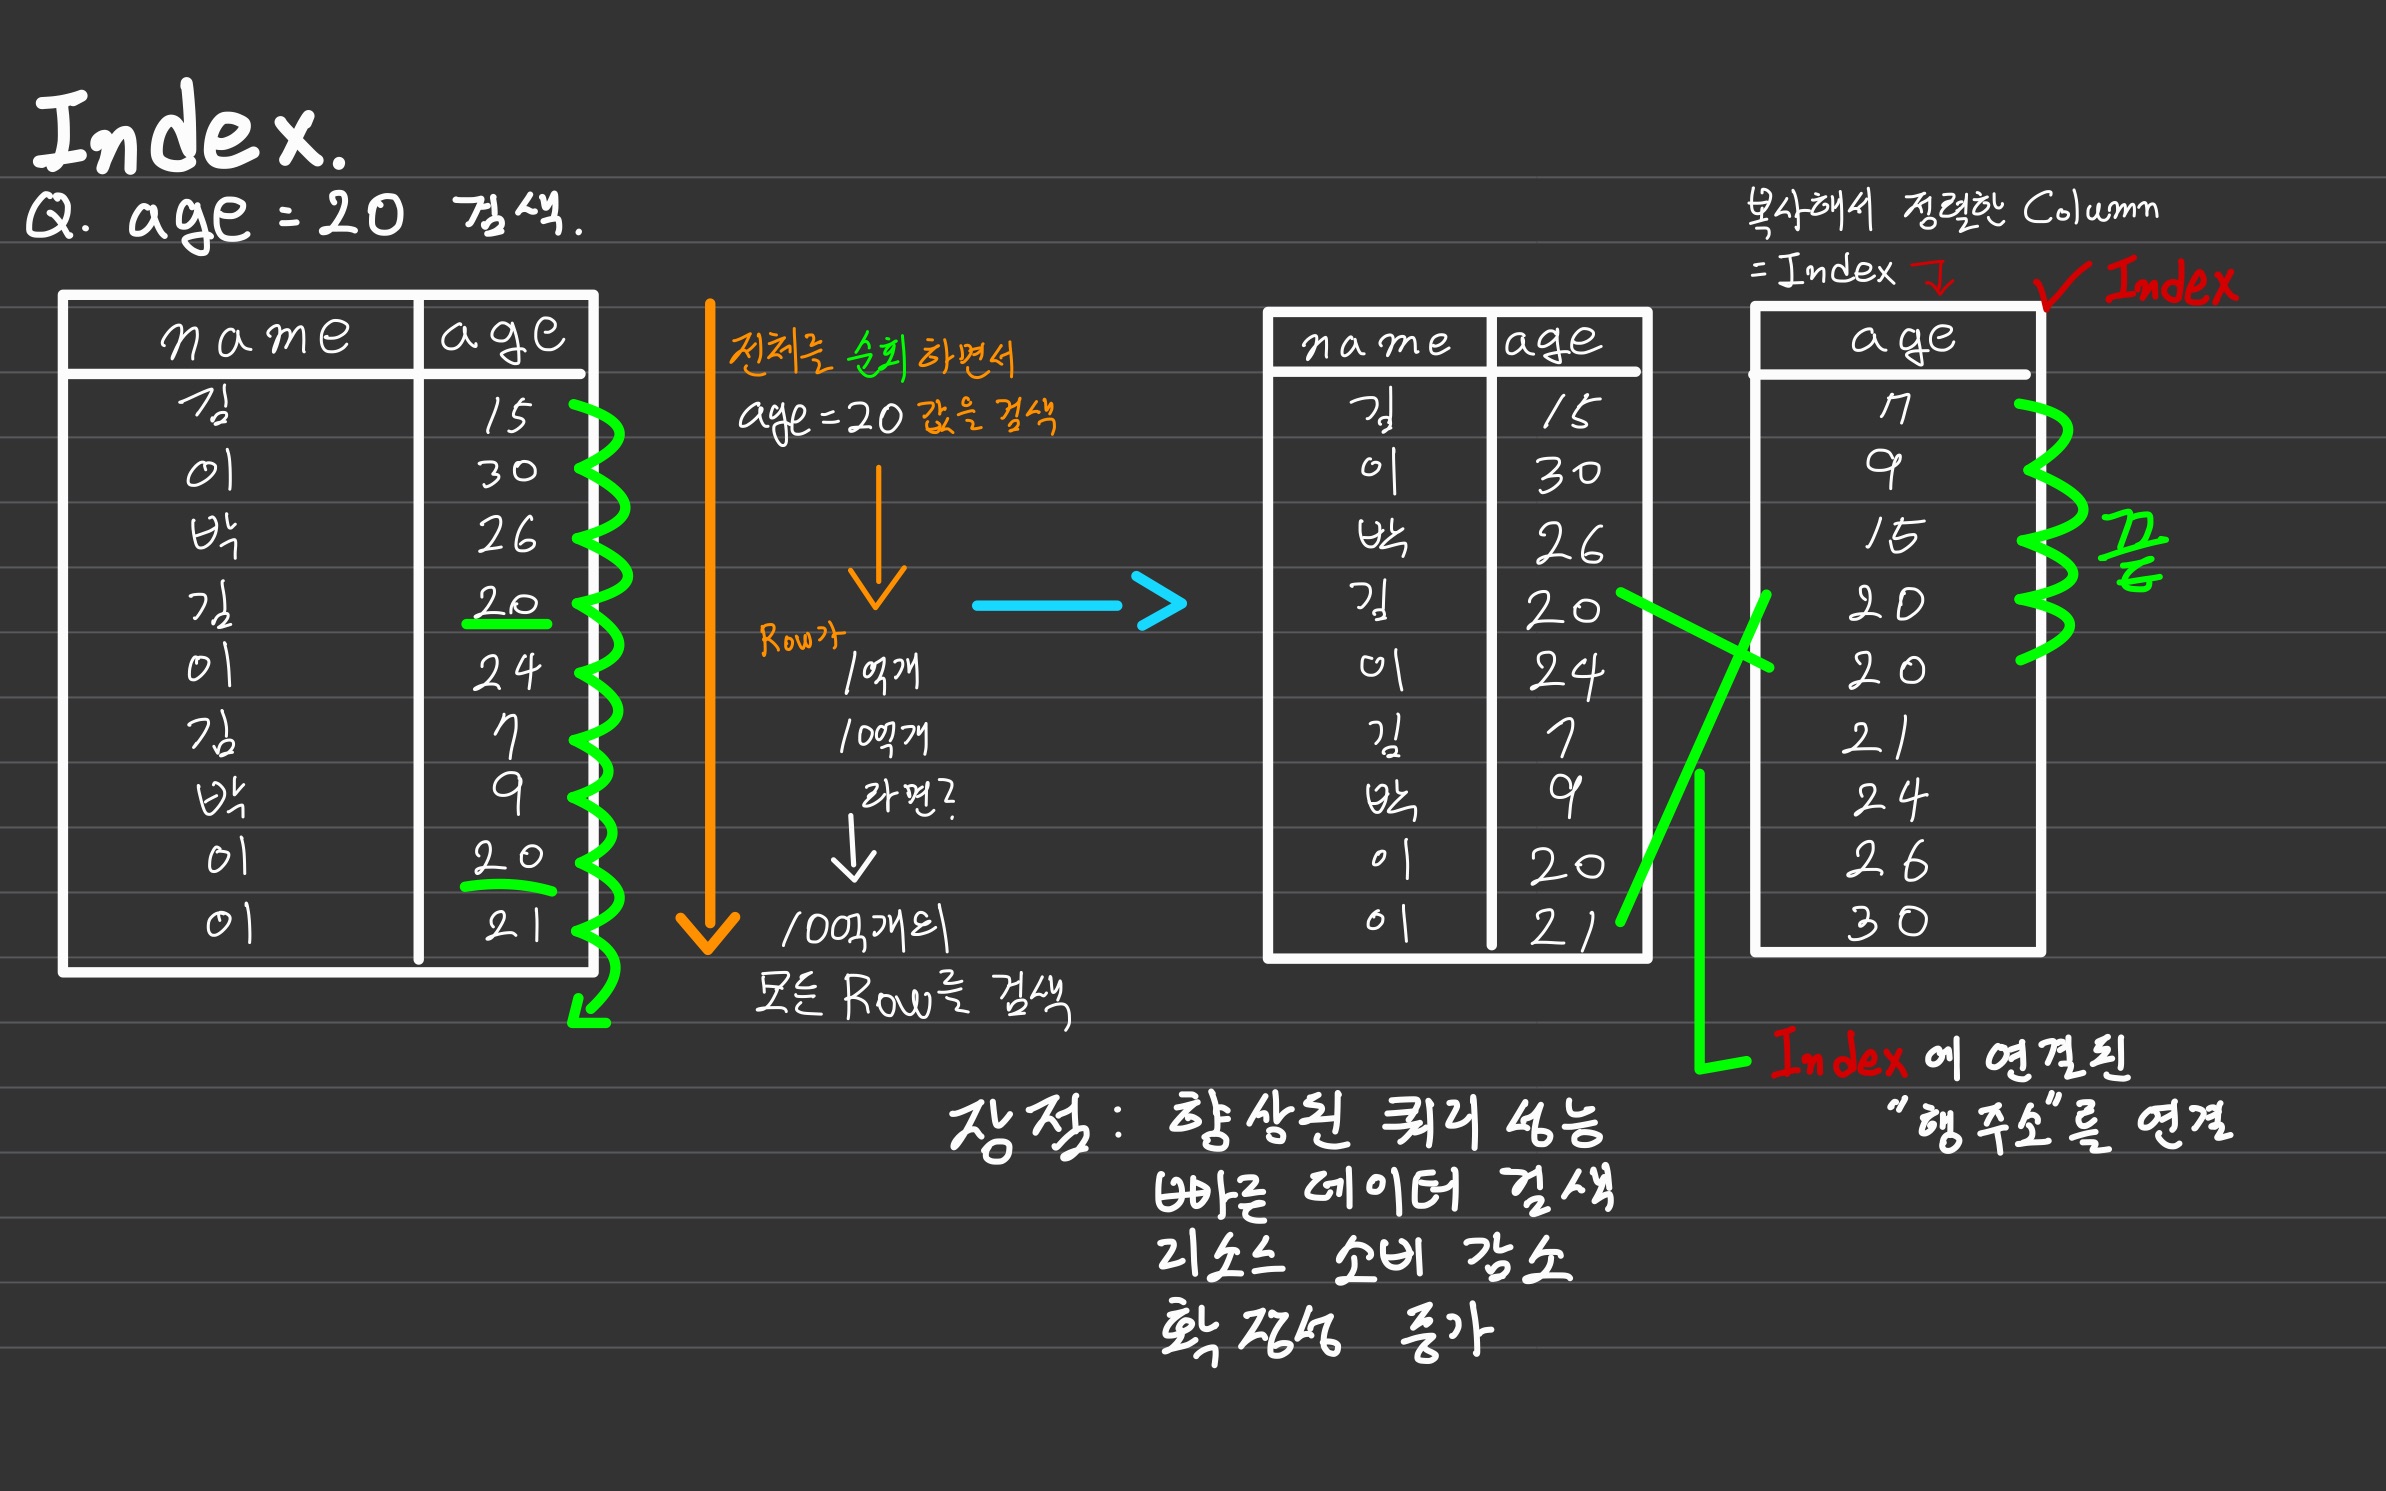 Index.
Q. age = 20 검색.
name age
김 15
이 30
박 26
김 20
이 24
김 7
박 9
이 20
이 21
전체를 순회 하면서
age = 20 값을 검색
Row가
1억개
10억개
라면?
100억개의
모든 Row를 검색
name age
김 15
이 30
박 26
김 20
이 24
김 7
박 9
이 20
이 21
복사해서 정렬한 Column
= Index
Index
age
7
9
15
20
20
21
24
26
30
끝
Index에 연결된
"행 주소"를 연결
장점 : 향상된 쿼리 성능
빠른 데이터 검색
리소스 소비 감소
확장성 증가